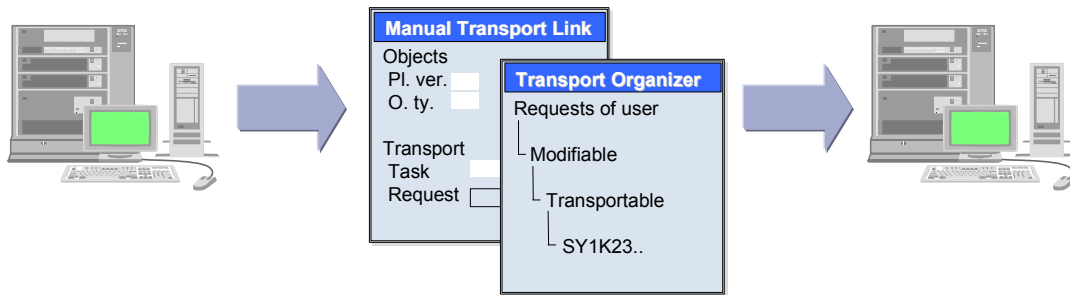 Manual Transport Link
Objects
Pl. ver.
O. ty.
Transport
Task
Request
Transport Organizer
Requests of user
Modifiable
Transportable
SY1K23..